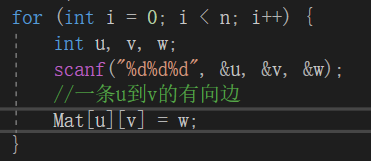 for (int i = 0; i < n; i++) {
int u, v, w;
scanf("%d%d%d", &u, &v, &w);
//一条u到v的有向边
Mat[u][v] = w;
}